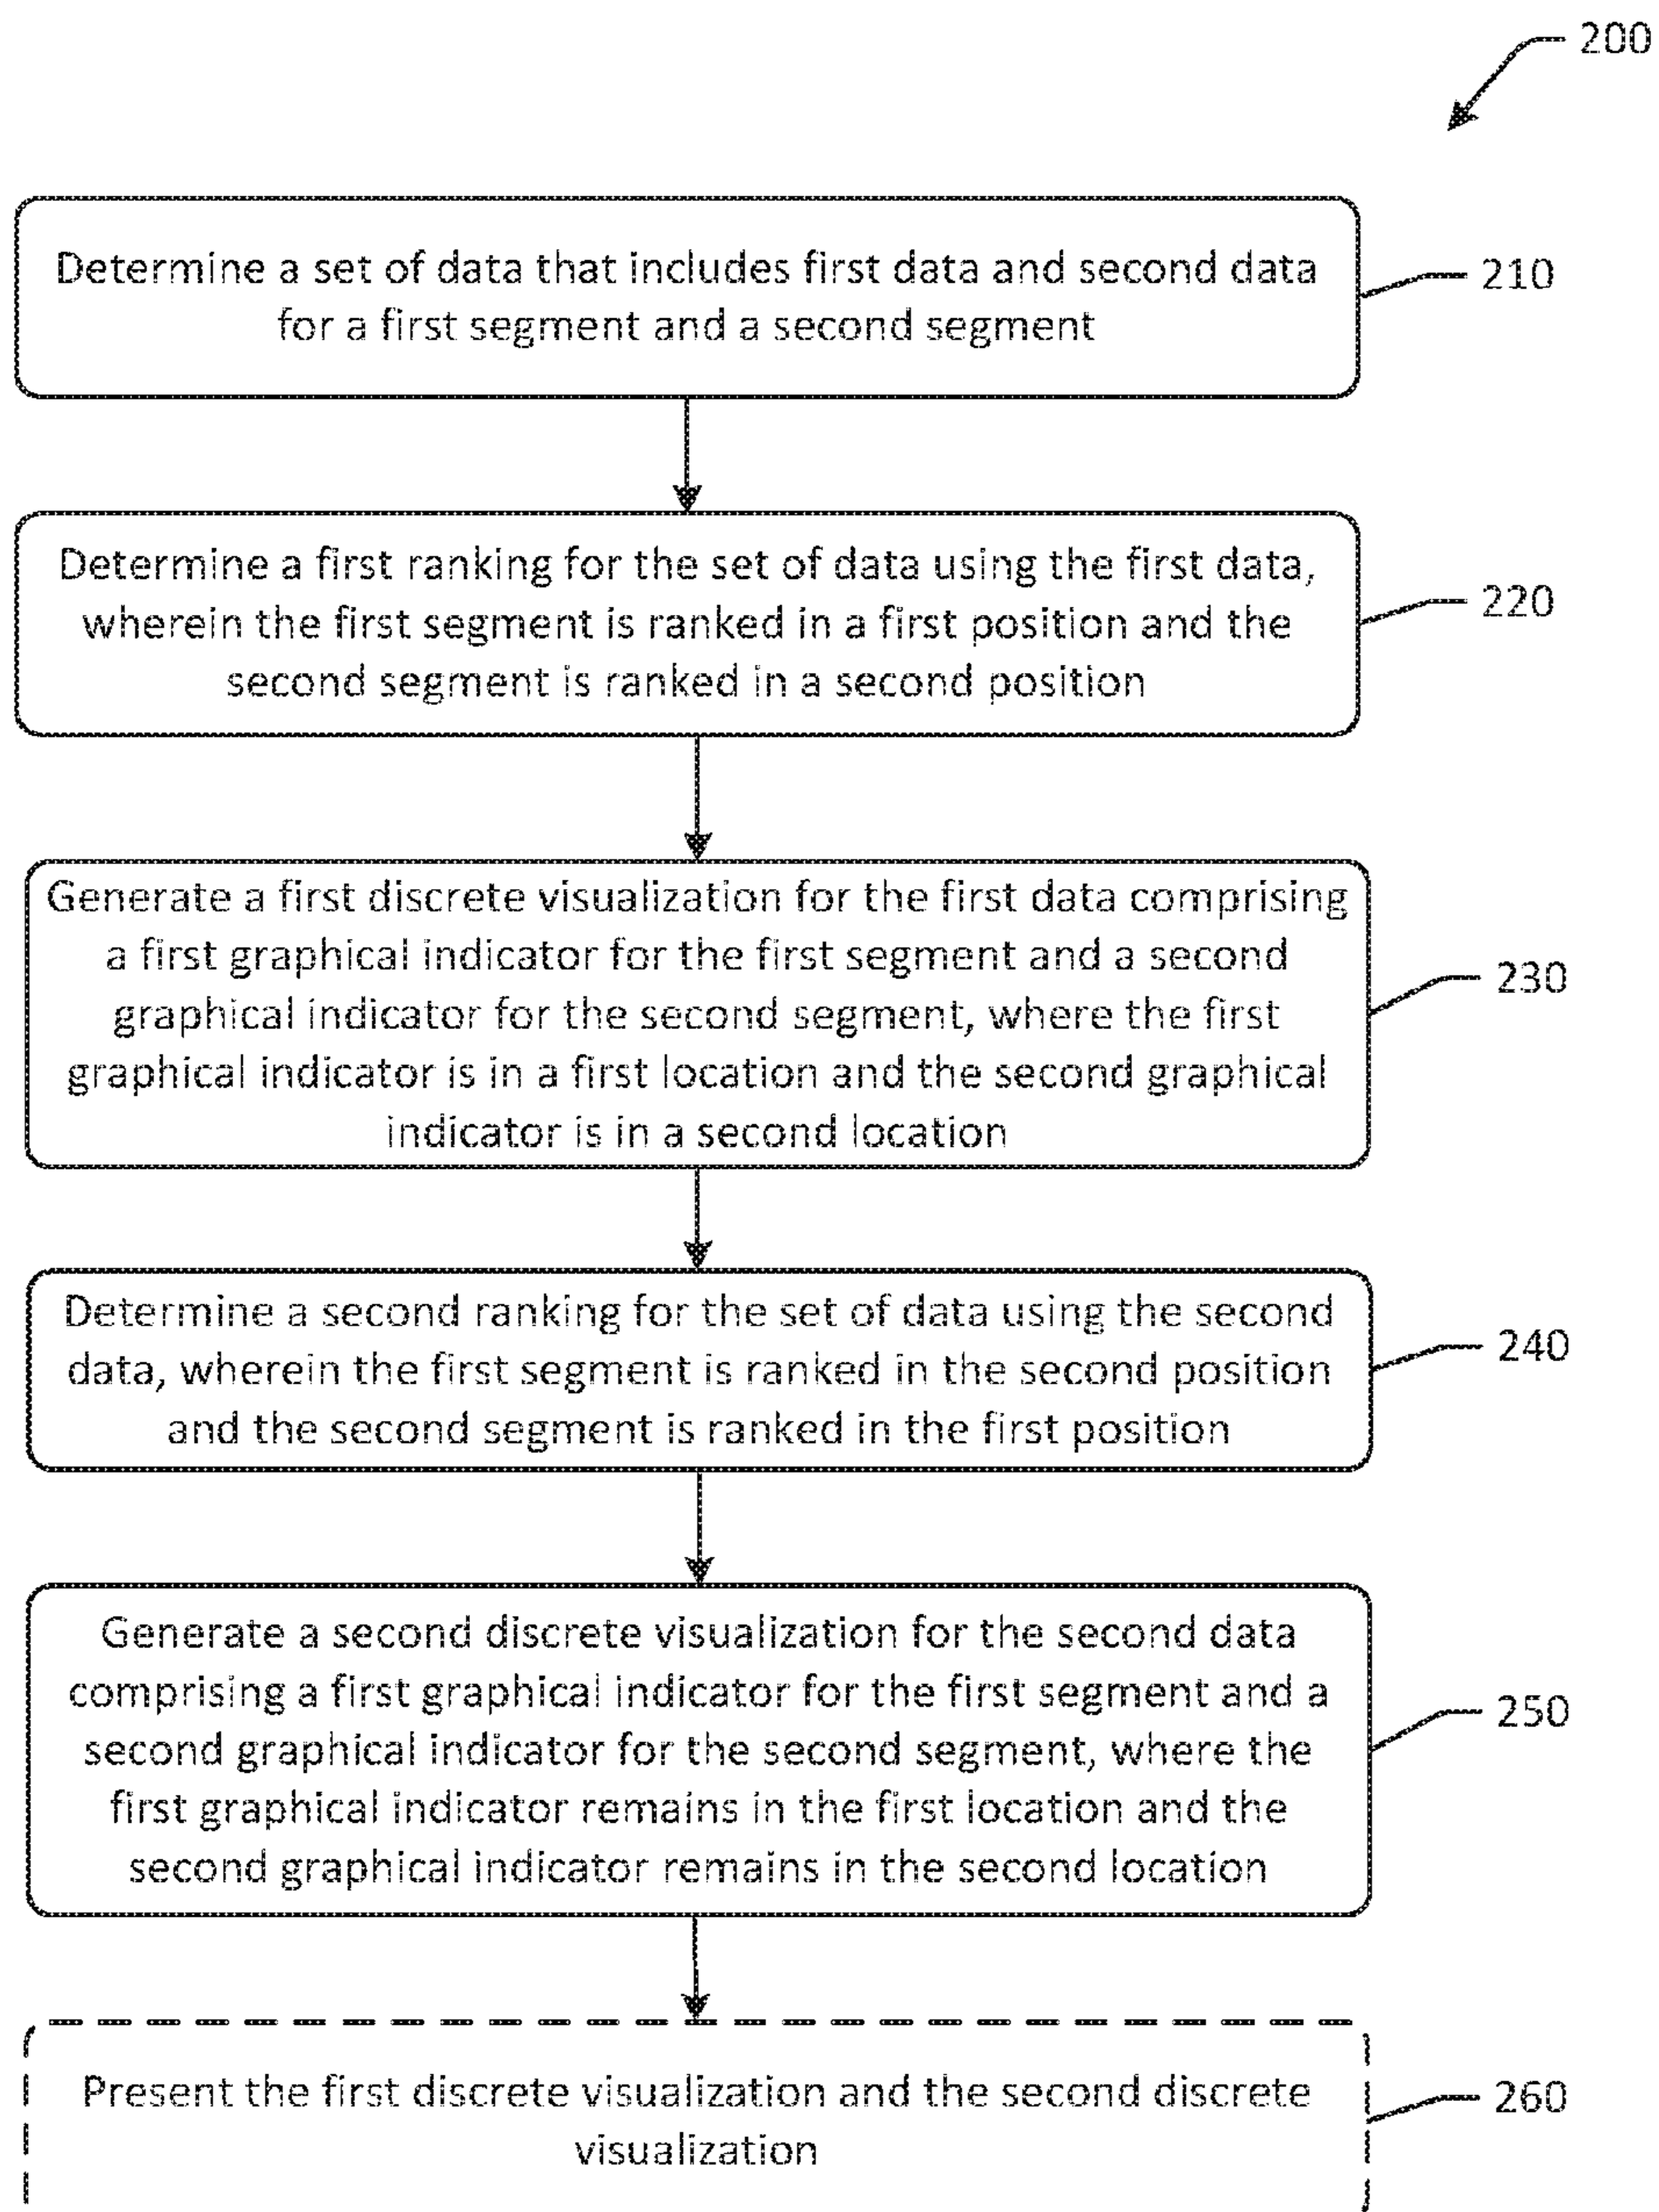 200
Determine a set of data that includes first data and second data
for a first segment and a second segment
210
Determine a first ranking for the set of data using the first data,
wherein the first segment is ranked in a first position and the
second segment is ranked in a second position
220
Generate a first discrete visualization for the first data comprising
a first graphical indicator for the first segment and a second
graphical indicator for the second segment, where the first
graphical indicator is in a first location and the second graphical
indicator is in a second location
230
Determine a second ranking for the set of data using the second
data, wherein the first segment is ranked in the second position
and the second segment is ranked in the first position
240
Generate a second discrete visualization for the second data
comprising a first graphical indicator for the first segment and a
second graphical indicator for the second segment, where the
first graphical indicator remains in the first location and the
second graphical indicator remains in the second location
250
Present the first discrete visualization and the second discrete
visualization
260